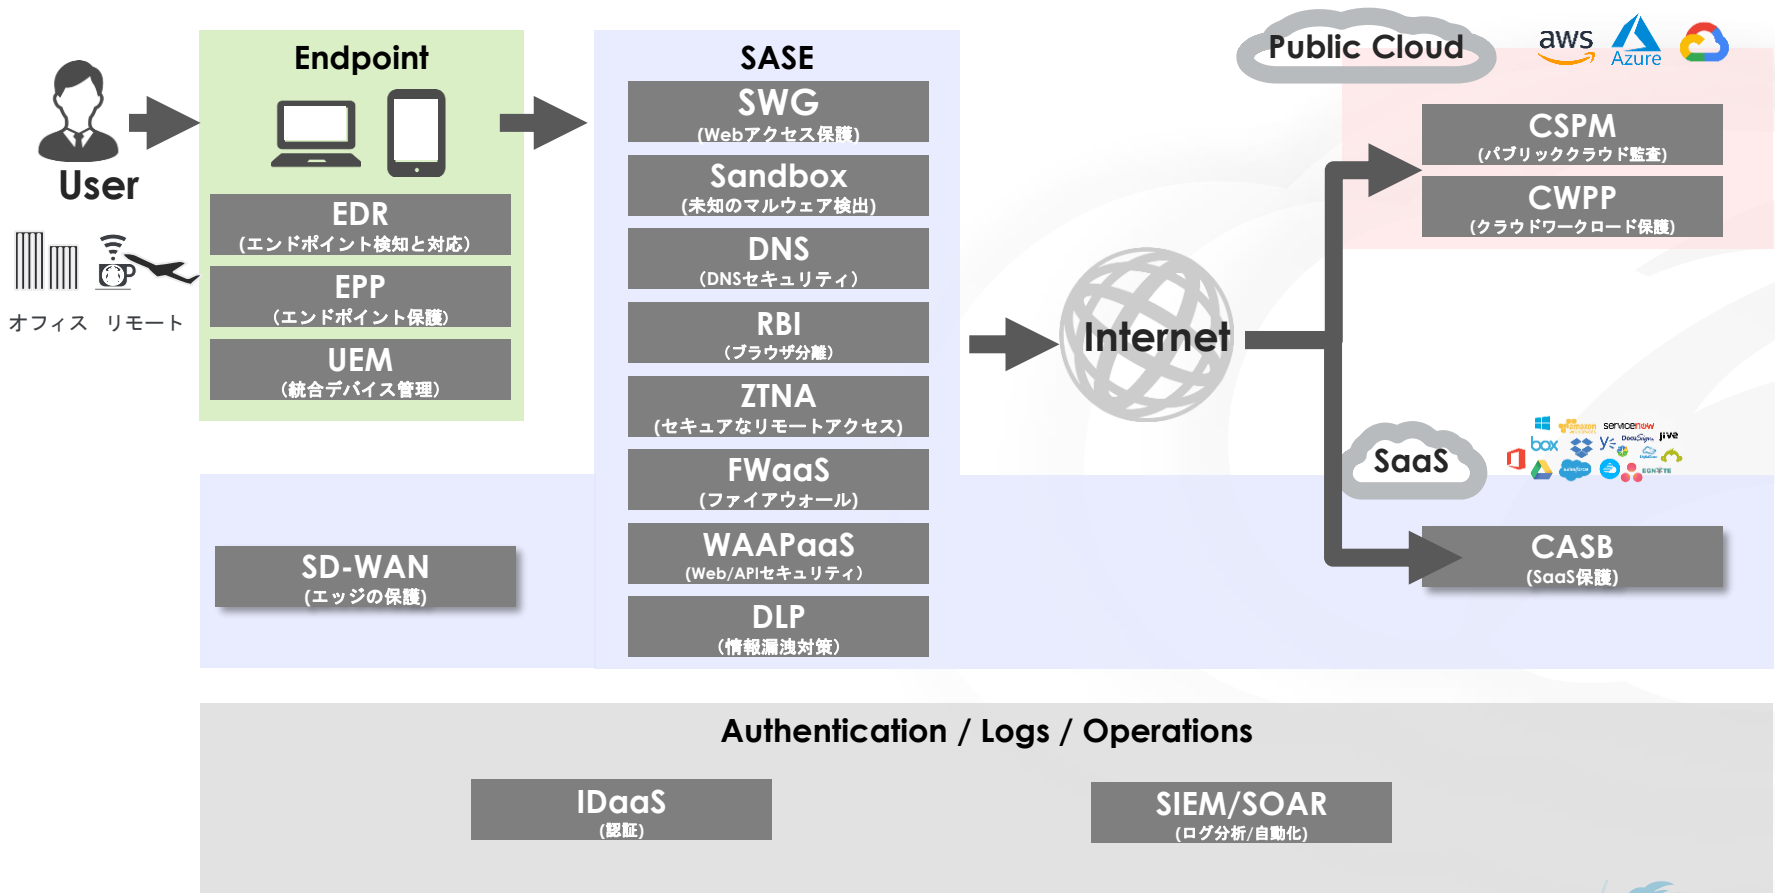 User
オフィス リモート
Endpoint
EDR
(エンドポイント検知と対応）
EPP
（エンドポイント保護）
UEM
（統合デバイス管理）
SD-WAN
(エッジの保護)
SASE
SWG
(Webアクセス保護)
Sandbox
(未知のマルウェア検出)
DNS
（DNSセキュリティ）
RBI
（ブラウザ分離）
ZTNA
(セキュアなリモートアクセス)
FWaaS
(ファイアウォール)
WAAPaaS
(Web/APIセキュリティ）
DLP
（情報漏洩対策）
Internet
Public Cloud
aws
Azure
CSPM
(パブリッククラウド監査)
CWPP
(クラウドワークロード保護)
SaaS
amazon
servicenow
box
DocuSign
jive
salesforce
EGNYTE
CASB
(SaaS保護)
Authentication / Logs / Operations
IDaaS
(認証)
SIEM/SOAR
(ログ分析/自動化)